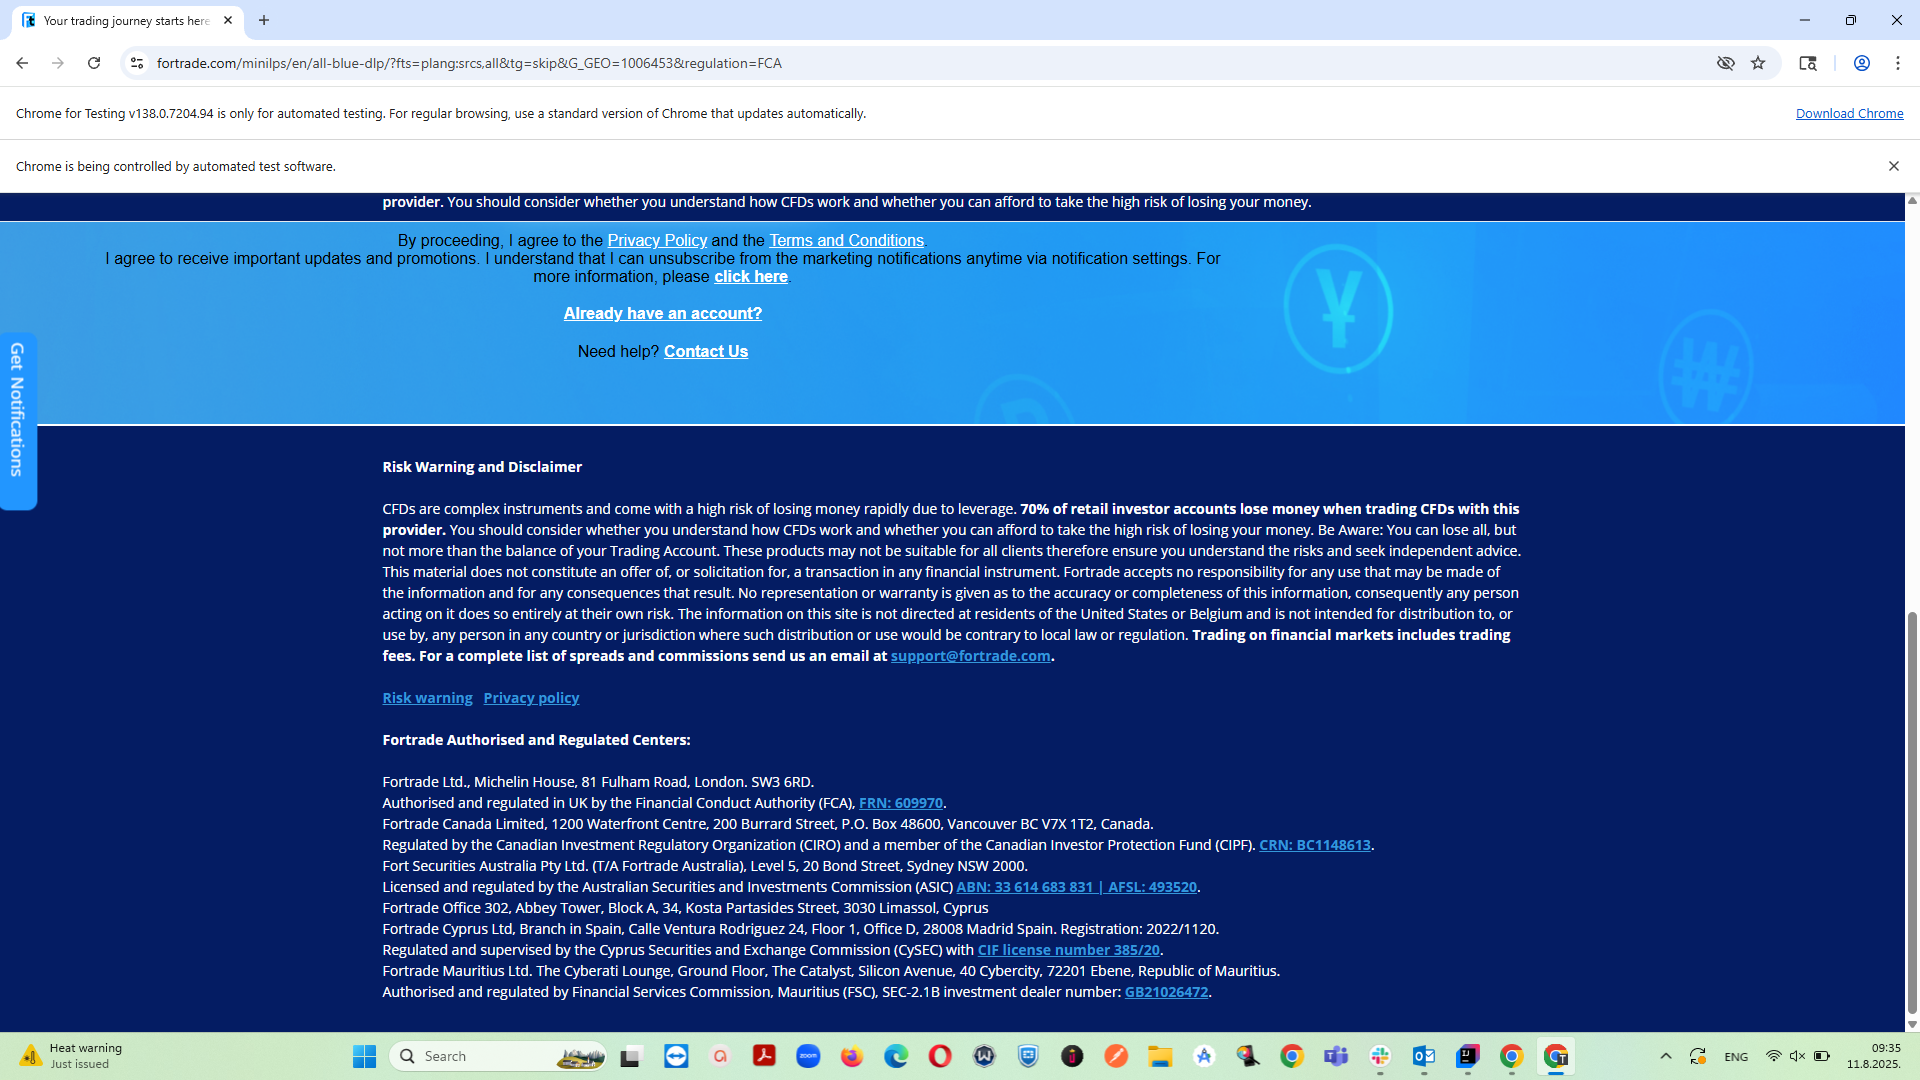 Your trading journey starts here
fortrade.com/minilps/en/all-blue-dlp/?fts=plang:srcs,all&tg=skip&G_GEO=1006453&regulation=FCA
Chrome for Testing v138.0.7204.94 is only for automated testing. For regular browsing, use a standard version of Chrome that updates automatically.
Download Chrome
Chrome is being controlled by automated test software.
provider. You should consider whether you understand how CFDs work and whether you can afford to take the high risk of losing your money.
By proceeding, I agree to the Privacy Policy and the Terms and Conditions.
I agree to receive important updates and promotions. I understand that I can unsubscribe from the marketing notifications anytime via notification settings. For
more information, please click here.
Already have an account?
Need help? Contact Us
Get Notifications
Risk Warning and Disclaimer
CFDs are complex instruments and come with a high risk of losing money rapidly due to leverage. 70% of retail investor accounts lose money when trading CFDs with this
provider. You should consider whether you understand how CFDs work and whether you can afford to take the high risk of losing your money. Be Aware: You can lose all, but
not more than the balance of your Trading Account. These products may not be suitable for all clients therefore ensure you understand the risks and seek independent advice.
This material does not constitute an offer of, or solicitation for, a transaction in any financial instrument. Fortrade accepts no responsibility for any use that may be made of
the information and for any consequences that result. No representation or warranty is given as to the accuracy or completeness of this information, consequently any person
acting on it does so entirely at their own risk. The information on this site is not directed at residents of the United States or Belgium and is not intended for distribution to, or
use by, any person in any country or jurisdiction where such distribution or use would be contrary to local law or regulation. Trading on financial markets includes trading
fees. For a complete list of spreads and commissions send us an email at support@fortrade.com.
Risk warning Privacy policy
Fortrade Authorised and Regulated Centers:
Fortrade Ltd., Michelin House, 81 Fulham Road, London. SW3 6RD.
Authorised and regulated in UK by the Financial Conduct Authority (FCA), FRN: 609970.
Fortrade Canada Limited, 1200 Waterfront Centre, 200 Burrard Street, P.O. Box 48600, Vancouver BC V7X 1T2, Canada.
Regulated by the Canadian Investment Regulatory Organization (CIRO) and a member of the Canadian Investor Protection Fund (CIPF). CRN: BC1148613.
Fort Securities Australia Pty Ltd. (T/A Fortrade Australia), Level 5, 20 Bond Street, Sydney NSW 2000.
Licensed and regulated by the Australian Securities and Investments Commission (ASIC) ABN: 33 614 683 831 | AFSL: 493520.
Fortrade Office 302, Abbey Tower, Block A, 34, Kosta Partasides Street, 3030 Limassol, Cyprus
Fortrade Cyprus Ltd, Branch in Spain, Calle Ventura Rodriguez 24, Floor 1, Office D, 28008 Madrid Spain. Registration: 2022/1120.
Regulated and supervised by the Cyprus Securities and Exchange Commission (CySEC) with CIF license number 385/20.
Fortrade Mauritius Ltd. The Cyberati Lounge, Ground Floor, The Catalyst, Silicon Avenue, 40 Cybercity, 72201 Ebene, Republic of Mauritius.
Authorised and regulated by Financial Services Commission, Mauritius (FSC), SEC-2.1B investment dealer number: GB21026472.
Heat warning
Just issued
Search
zoom
ENG
09:35
11.8.2025.